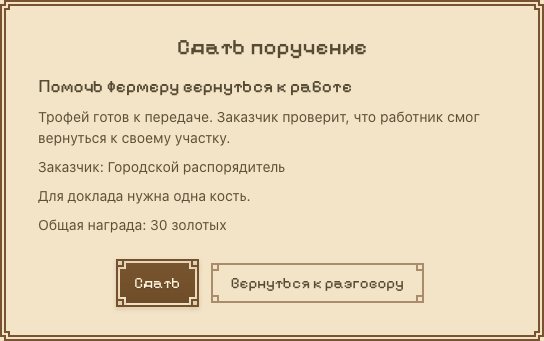 Сдать поручение
Помочь фермеру вернуться к работе
Трофей готов к передаче. Заказчик проверит, что работник смог
вернуться к своему участку.
Заказчик: Городской распорядитель
Для доклада нужна одна кость.
Общая награда: 30 золотых
Сдать
Вернуться к разговору